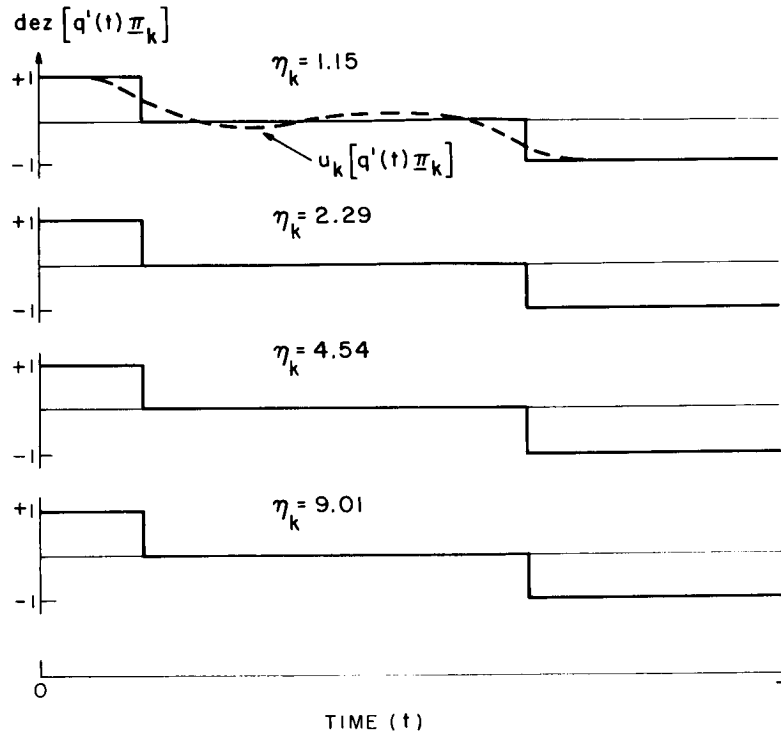 dez [q'(t) π_k]
η_k = 1.15
+1
-1
u_k [q'(t) π_k]
η_k = 2.29
+1
-1
η_k = 4.54
+1
-1
η_k = 9.01
+1
-1
0
TIME (t)